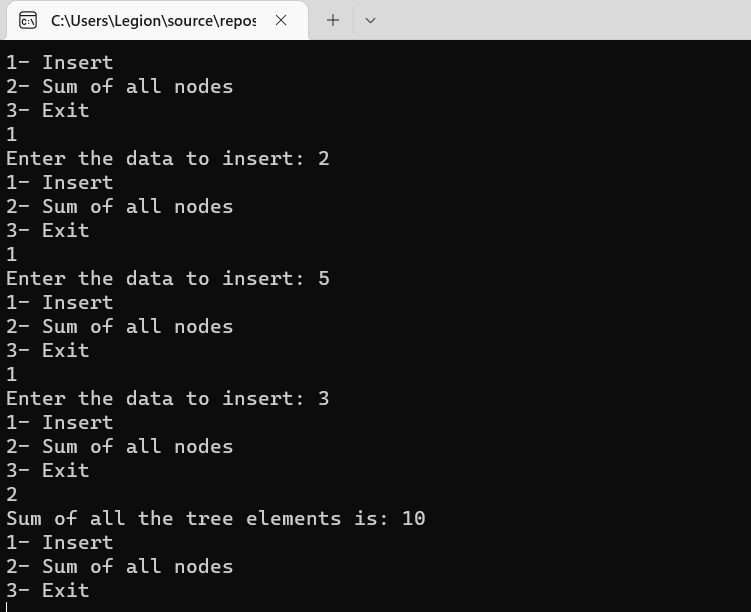 C:\Users\Legion\source\repos
1- Insert
2- Sum of all nodes
3- Exit
1
Enter the data to insert: 2
1- Insert
2- Sum of all nodes
3- Exit
1
Enter the data to insert: 5
1- Insert
2- Sum of all nodes
3- Exit
1
Enter the data to insert: 3
1- Insert
2- Sum of all nodes
3- Exit
2
Sum of all the tree elements is: 10
1- Insert
2- Sum of all nodes
3- Exit